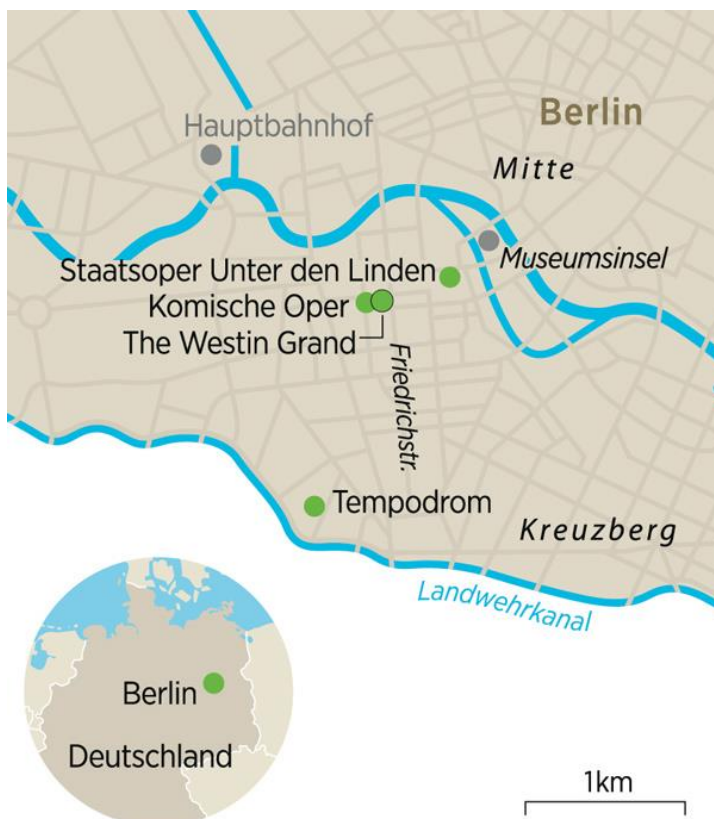 Hauptbahnhof
Berlin
Mitte
Museumsinsel
Staatsoper Unter den Linden
Komische Oper
The Westin Grand
Friedrichstr.
Tempodrom
Kreuzberg
Landwehrkanal
Berlin
Deutschland
1km